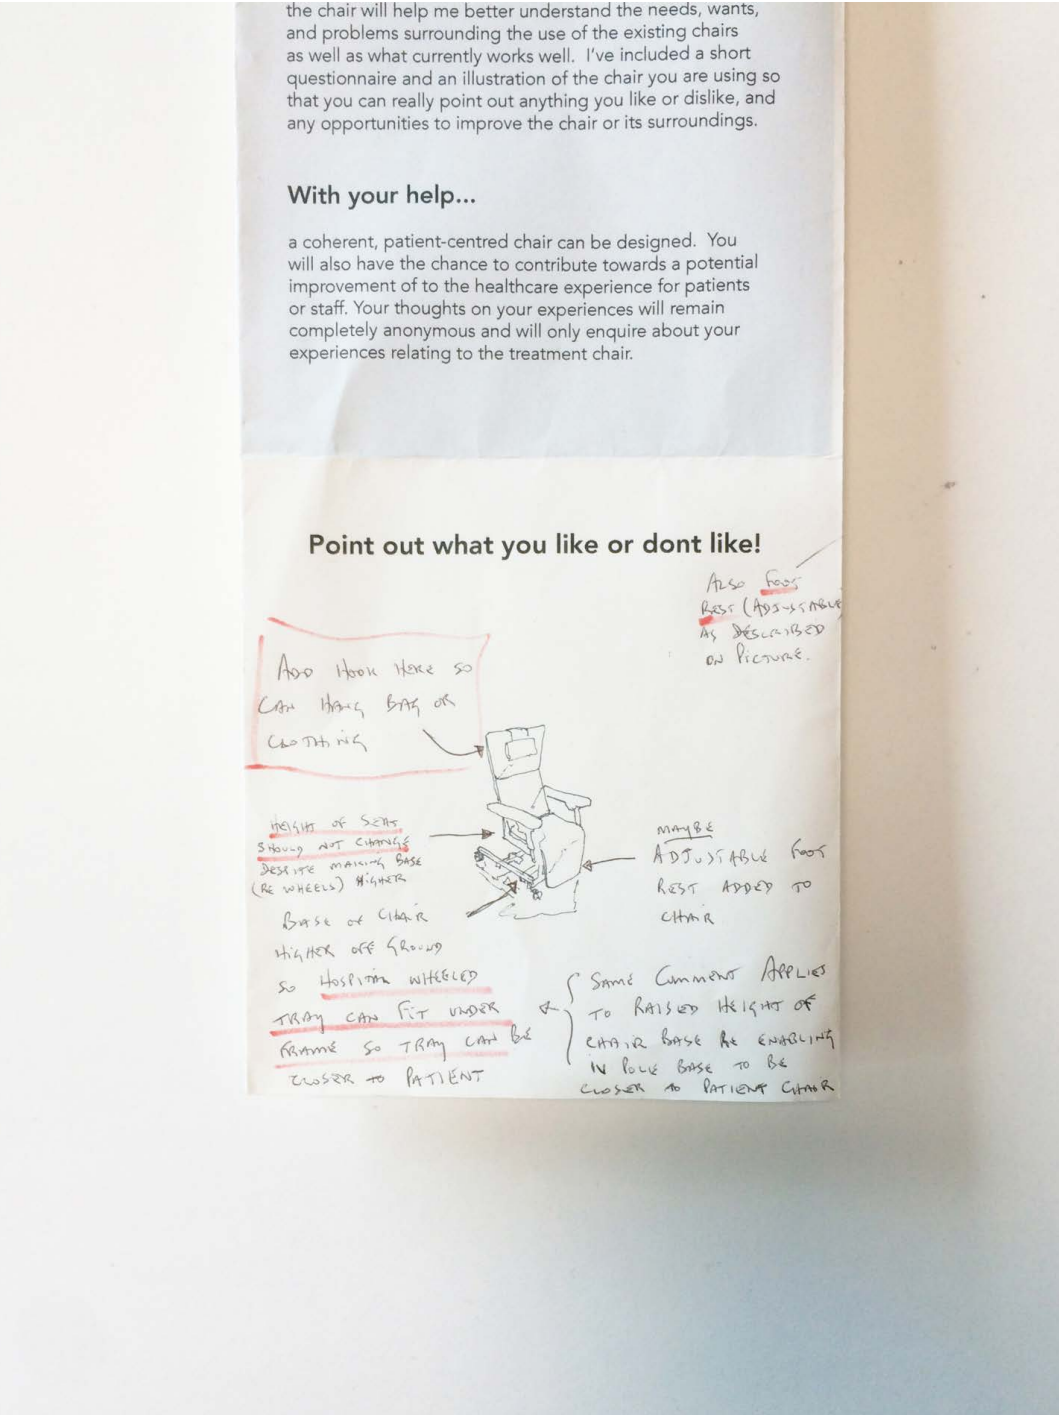 the chair will help me better understand the needs, wants,
and problems surrounding the use of the existing chairs
as well as what currently works well. I've included a short
questionnaire and an illustration of the chair you are using so
that you can really point out anything you like or dislike, and
any opportunities to improve the chair or its surroundings.
With your help...
a coherent, patient-centred chair can be designed. You
will also have the chance to contribute towards a potential
improvement of to the healthcare experience for patients
or staff. Your thoughts on your experiences will remain
completely anonymous and will only enquire about your
experiences relating to the treatment chair.
Point out what you like or dont like!
ALSO FOOT
REST (ADJUSTABLE)
AS DESCRIBED
ON PICTURE.
ADD HOOK HERE SO
CAN HANG BAG OR
CLOTHING
HEIGHT OF SEAT
SHOULD NOT CHANGE
DESPITE MAKING BASE
(RE WHEELS) HIGHER
MAYBE
ADJUSTABLE FOOT
REST ADDED TO
CHAIR
BASE OF CHAIR
HIGHER OFF GROUND
SO HOSPITAL WHEELED
TRAY CAN FIT UNDER
FRAME SO TRAY CAN BE
CLOSER TO PATIENT
SAME COMMENT APPLIES
TO RAISED HEIGHT OF
CHAIR BASE RE ENABLING
IV POLE BASE TO BE
CLOSER TO PATIENT CHAIR